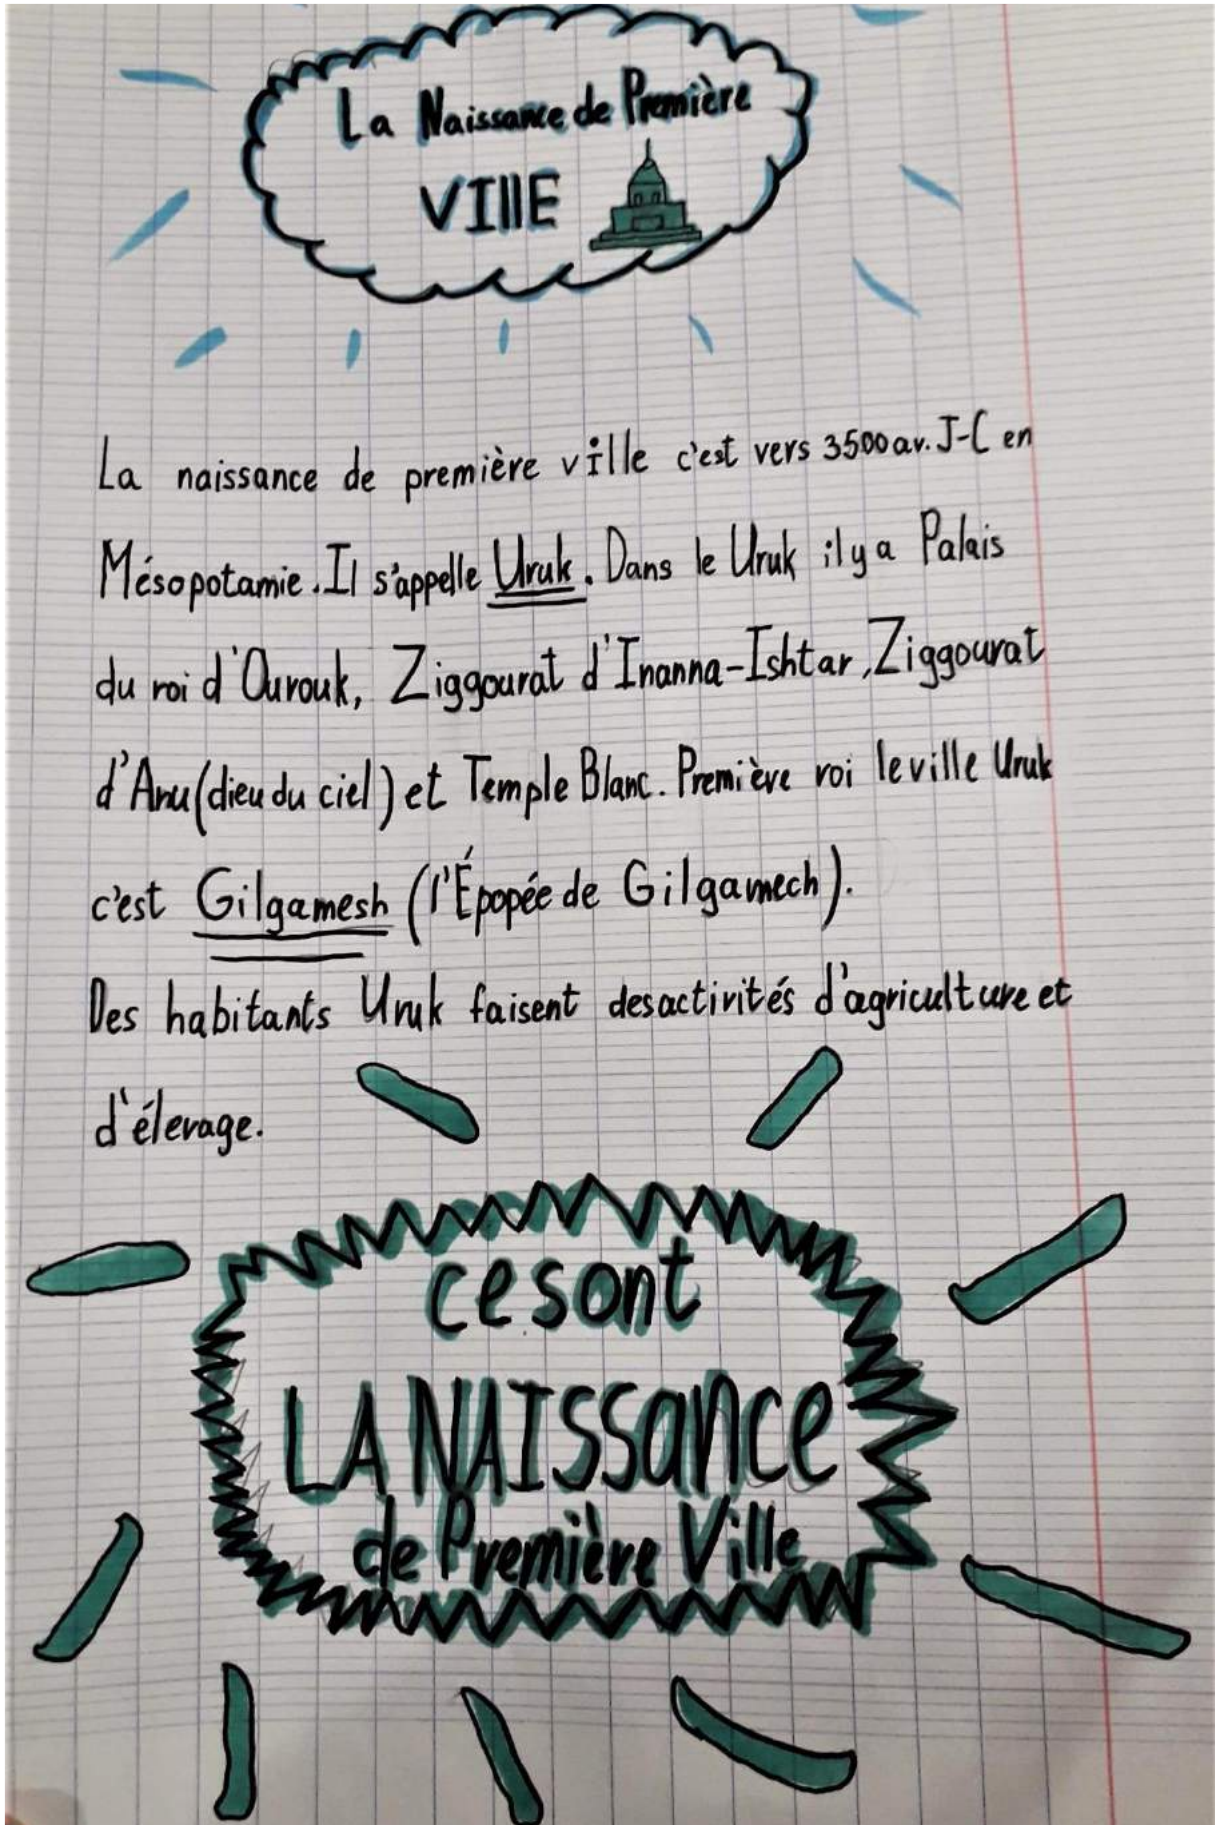 La Naissance de Première
VIllE
La naissance de première ville c'est vers 3500 av. J-C en
Mésopotamie. Il s'appelle Uruk. Dans le Uruk il y a Palais
du roi d'Ourouk, Ziggourat d'Inanna-Ishtar, Ziggourat
d'Anu (dieu du ciel) et Temple Blanc. Première roi le ville Uruk
c'est Gilgamesh (l'Épopée de Gilgamech).
Des habitants Uruk faisent des activités d'agriculture et
d'élevage.
ce sont
LA NAISSance
de Première Ville